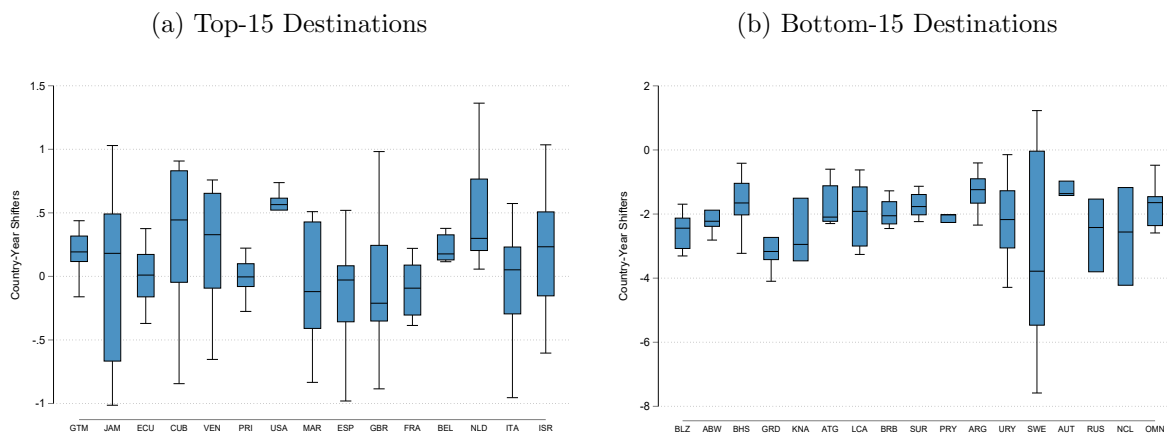 (a) Top-15 Destinations
(b) Bottom-15 Destinations
Country-Year Shifters
1.5
1
.5
0
-.5
-1
GTM JAM ECU CUB VEN PRI USA MAR ESP GBR FRA BEL NLD ITA ISR
Country-Year Shifters
2
0
-2
-4
-6
-8
BLZ ABW BHS GRD KNA ATG LCA BRB SUR PRY ARG URY SWE AUT RUS NCL OMN